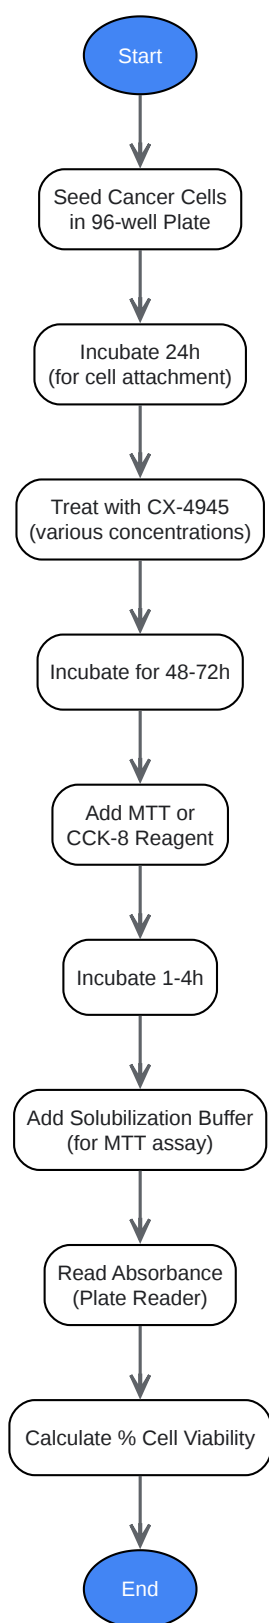 Start
Seed Cancer Cells
in 96-well Plate
Incubate 24h
(for cell attachment)
Treat with CX-4945
(various concentrations)
Incubate for 48-72h
Add MTT or
CCK-8 Reagent
Incubate 1-4h
Add Solubilization Buffer
(for MTT assay)
Read Absorbance
(Plate Reader)
Calculate % Cell Viability
End